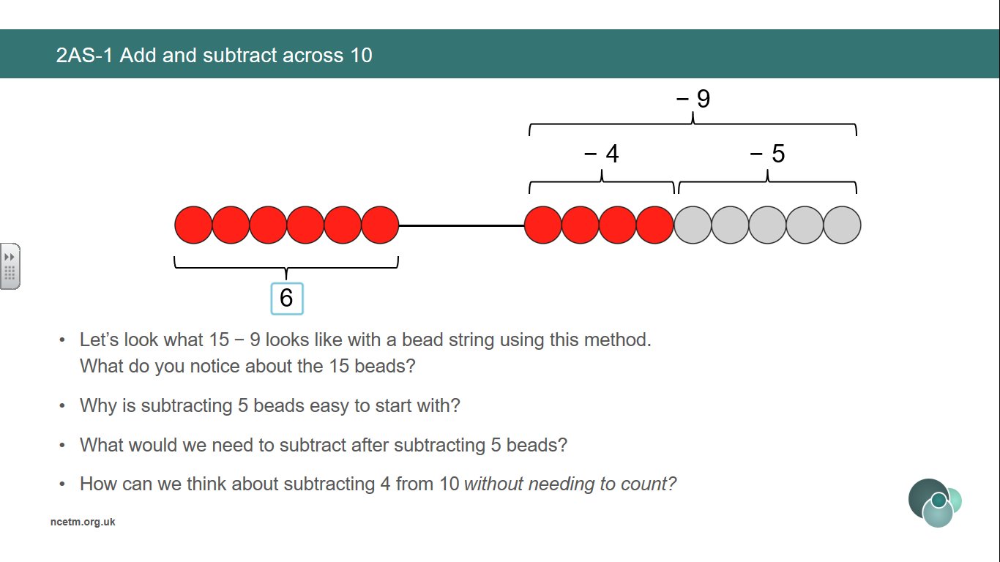 2AS-1 Add and subtract across 10
− 9
− 4
− 5
6
• Let’s look what 15 − 9 looks like with a bead string using this method.
What do you notice about the 15 beads?
• Why is subtracting 5 beads easy to start with?
• What would we need to subtract after subtracting 5 beads?
• How can we think about subtracting 4 from 10 without needing to count?
ncetm.org.uk